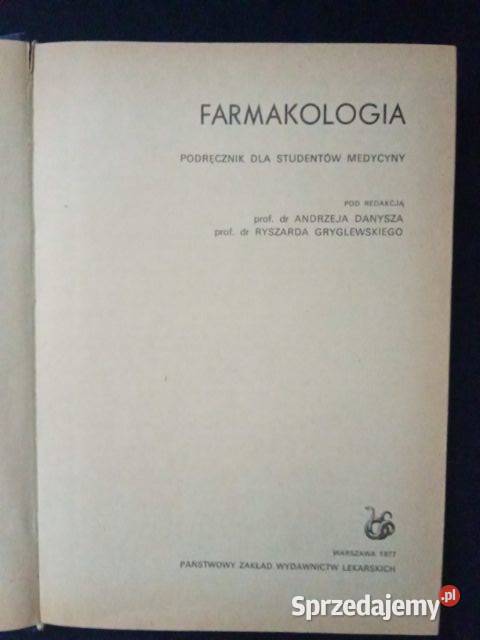 FARMAKOLOGIA
PODRĘCZNIK DLA STUDENTÓW MEDYCYNY
POD REDAKCJĄ
prof. dr ANDRZEJA DANYSZA
prof. dr RYSZARDA GRYGLEWSKIEGO
WARSZAWA 1977
PAŃSTWOWY ZAKŁAD WYDAWNICTW LEKARSKICH
Sprzedajemy.pl